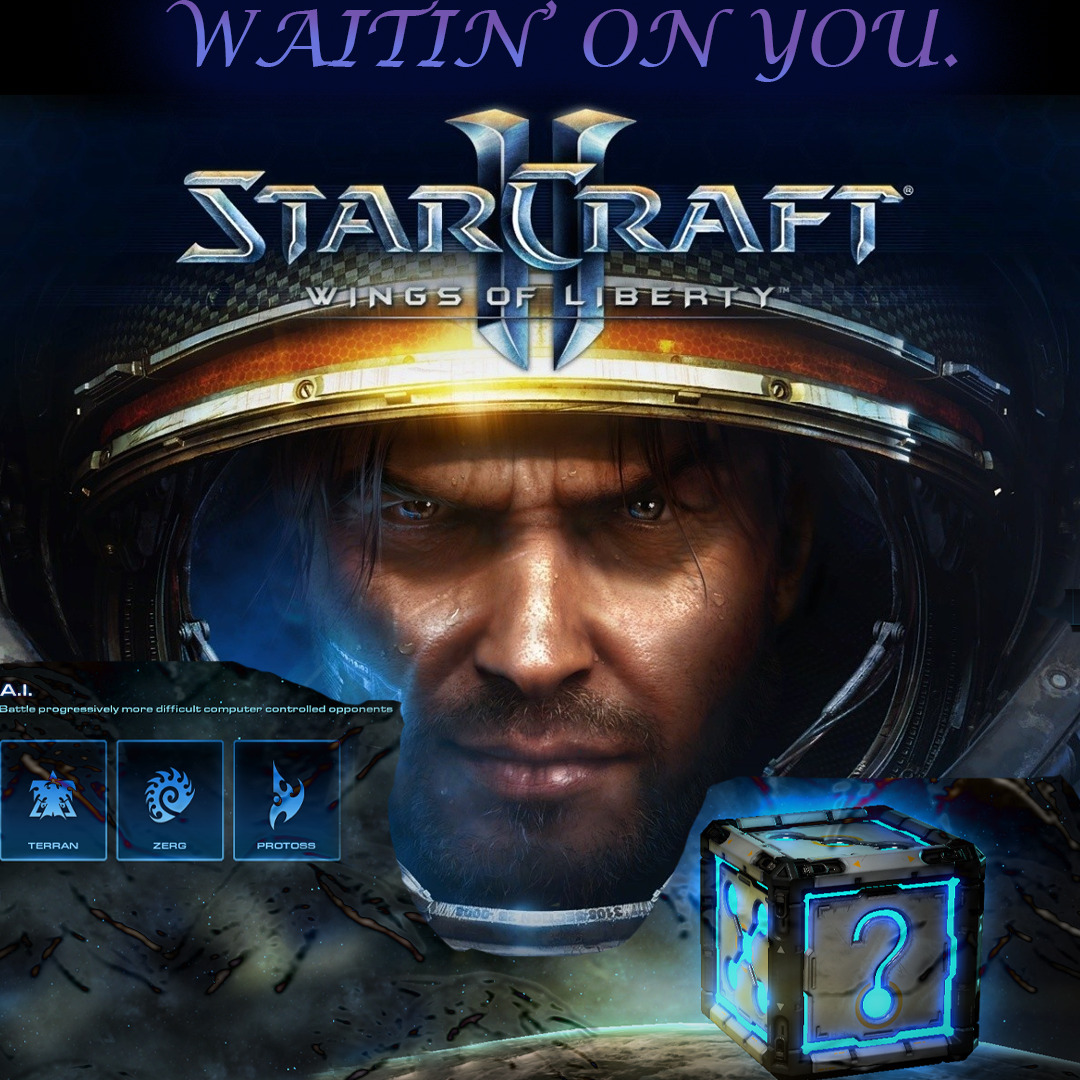 WAITIN' ON YOU.
STARCRAFT®
II
WINGS OF LIBERTY™
A.I.
Battle progressively more difficult computer controlled opponents
TERRAN ZERG PROTOSS
?